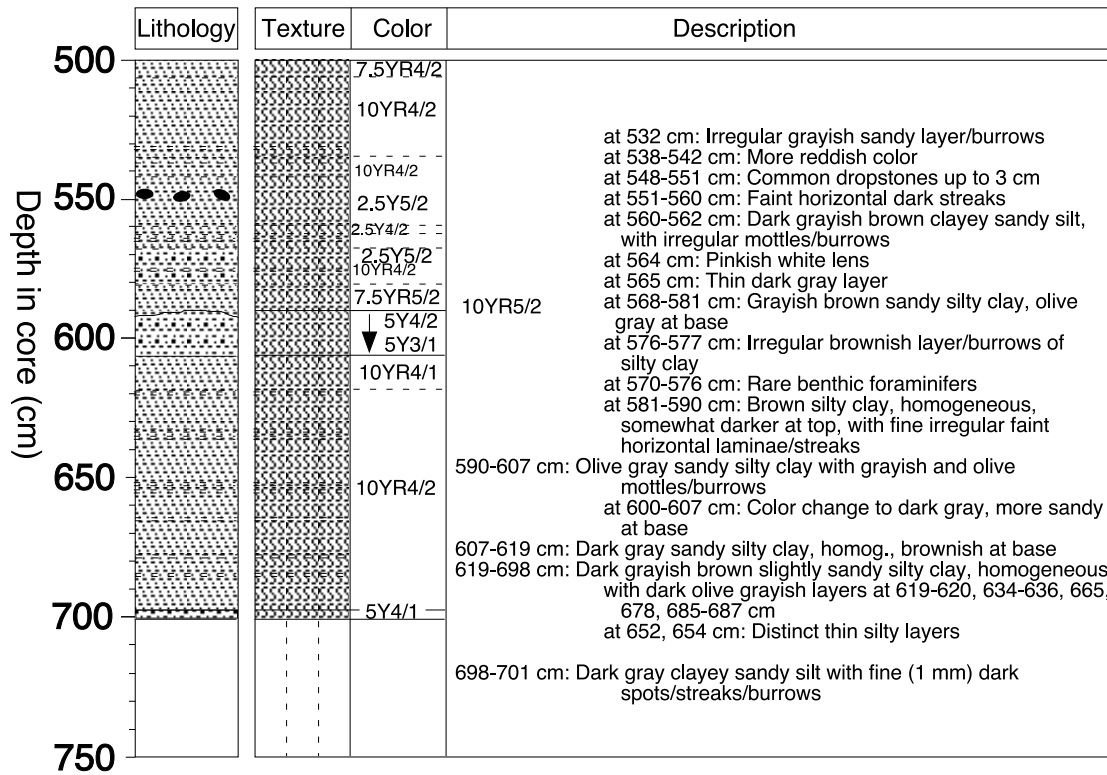 Lithology Texture Color Description
500
550
600
650
700
750
Depth in core (cm)
7.5YR4/2
10YR4/2
10YR4/2
2.5Y5/2
2.5Y4/2
2.5Y5/2
10YR4/2
7.5YR5/2
5Y4/2
5Y3/1
10YR4/1
10YR4/2
5Y4/1
10YR5/2
at 532 cm: Irregular grayish sandy layer/burrows
at 538-542 cm: More reddish color
at 548-551 cm: Common dropstones up to 3 cm
at 551-560 cm: Faint horizontal dark streaks
at 560-562 cm: Dark grayish brown clayey sandy silt,
with irregular mottles/burrows
at 564 cm: Pinkish white lens
at 565 cm: Thin dark gray layer
at 568-581 cm: Grayish brown sandy silty clay, olive
gray at base
at 576-577 cm: Irregular brownish layer/burrows of
silty clay
at 570-576 cm: Rare benthic foraminifers
at 581-590 cm: Brown silty clay, homogeneous,
somewhat darker at top, with fine irregular faint
horizontal laminae/streaks
590-607 cm: Olive gray sandy silty clay with grayish and olive
mottles/burrows
at 600-607 cm: Color change to dark gray, more sandy
at base
607-619 cm: Dark gray sandy silty clay, homog., brownish at base
619-698 cm: Dark grayish brown slightly sandy silty clay, homogeneous
with dark olive grayish layers at 619-620, 634-636, 665,
678, 685-687 cm
at 652, 654 cm: Distinct thin silty layers
698-701 cm: Dark gray clayey sandy silt with fine (1 mm) dark
spots/streaks/burrows